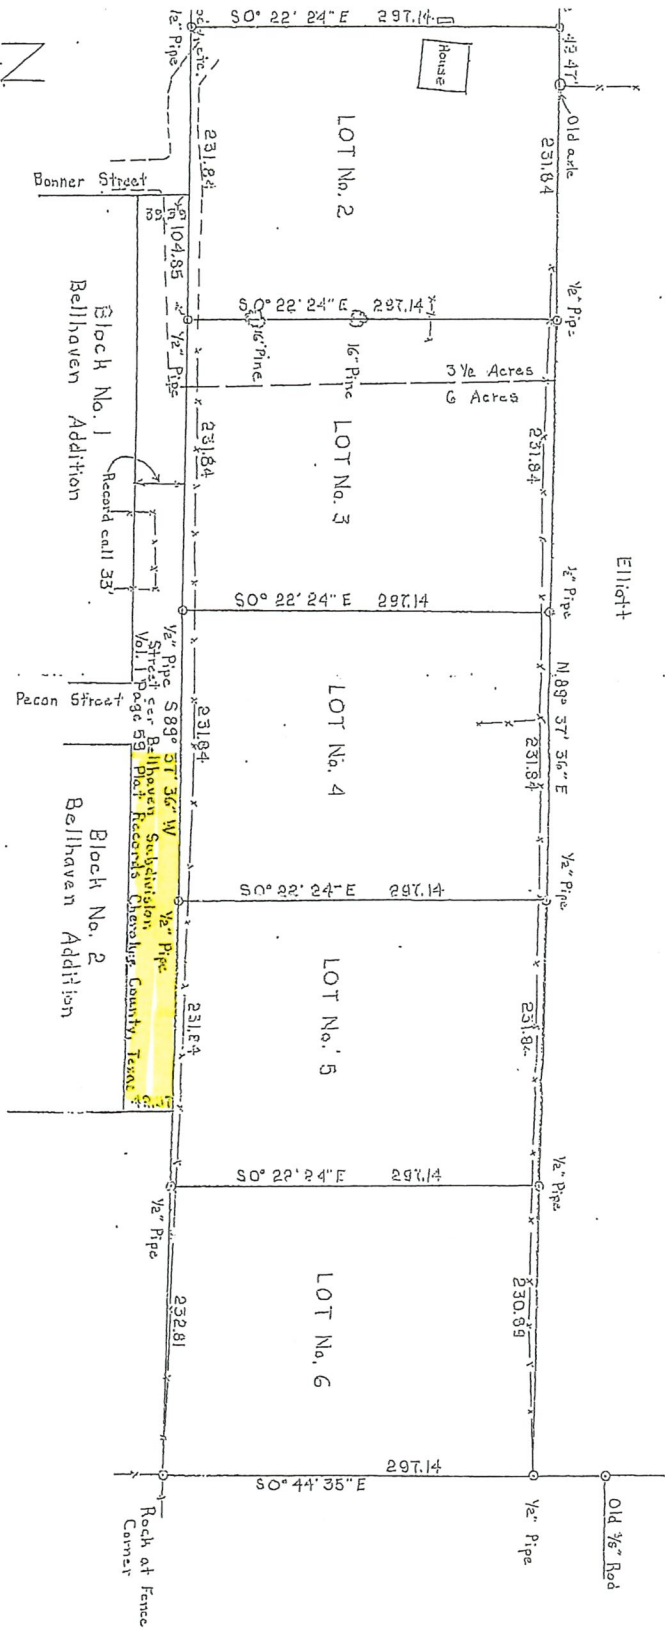 S0° 22' 24" E 297.14
House
Old axle
231.84
1/2" Pipe
N
LOT No. 2
231.84
1/2" Pipe
Bonner Street
104.85
S0° 22' 24" E 297.14
16" Pine
16" Pine
1/2" Pipe
3 1/2 Acres
6 Acres
Elliott
231.84
LOT No. 3
231.84
Block No. 1
Bellhaven Addition
Record call 33'
1/2" Pipe
S0° 22' 24" E 297.14
1/2" Pipe
N 89° 37' 36" E
231.84
LOT No. 4
231.84
S 89° 37' 36" W
Street per Bellhaven Subdivision,
Vol. 1 Page 59 Plat Records Cherokee County, Texas
Pecan Street
1/2" Pipe
S0° 22' 24" E 297.14
1/2" Pipe
Block No. 2
Bellhaven Addition
231.84
LOT No. 5
231.84
1/2" Pipe
S0° 22' 24" E 297.14
1/2" Pipe
230.89
LOT No. 6
232.81
297.14
S0° 44' 35" E
Old 3/8" Rod
1/2" Pipe
Rock at Fence
Corner